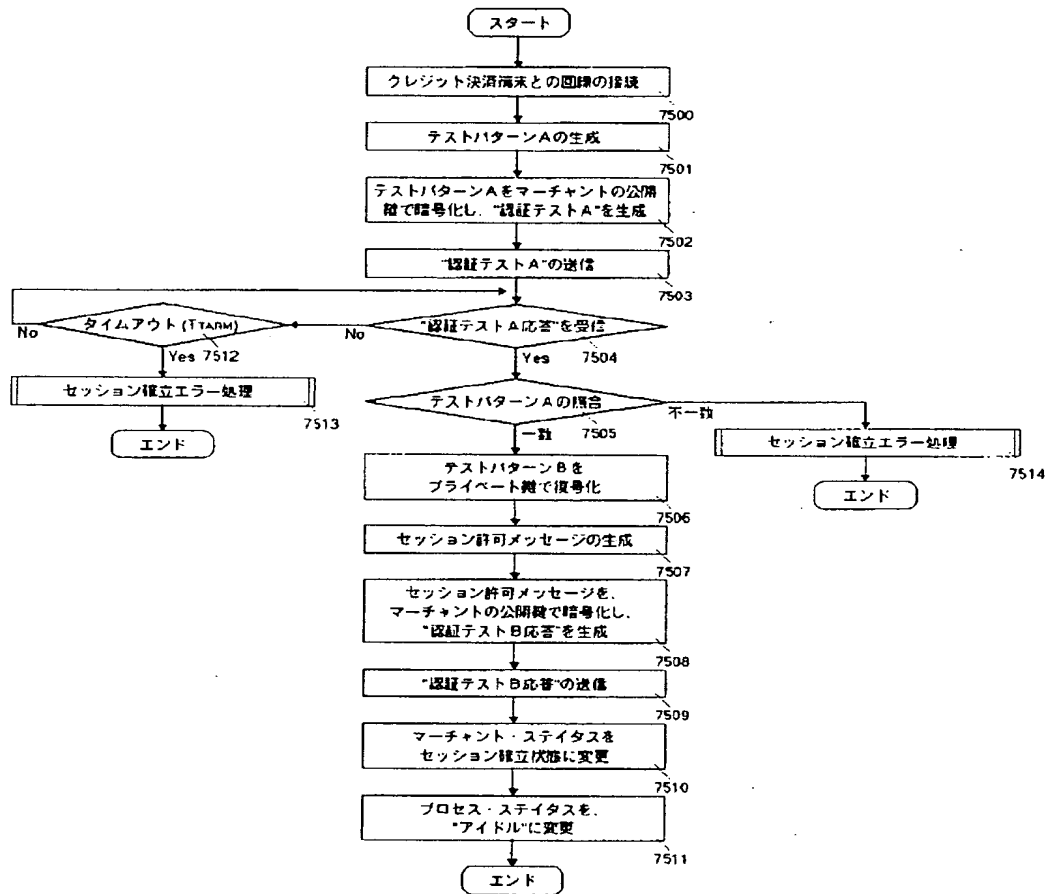 スタート
クレジット決済端末との回線の接続
7500
テストパターンAの生成
7501
テストパターンAをマーチャントの公開
鍵で暗号化し、“認証テストA”を生成
7502
“認証テストA”の送信
7503
“認証テストA応答”を受信
7504
No
Yes
タイムアウト(TTARM)
7512
No
Yes
セッション確立エラー処理
7513
エンド
テストパターンAの照合
7505
不一致
一致
セッション確立エラー処理
7514
エンド
テストパターンBを
プライベート鍵で復号化
7506
セッション許可メッセージの生成
7507
セッション許可メッセージを、
マーチャントの公開鍵で暗号化し、
“認証テストB応答”を生成
7508
“認証テストB応答”の送信
7509
マーチャント・ステイタスを
セッション確立状態に変更
7510
プロセス・ステイタスを、
“アイドル”に変更
7511
エンド